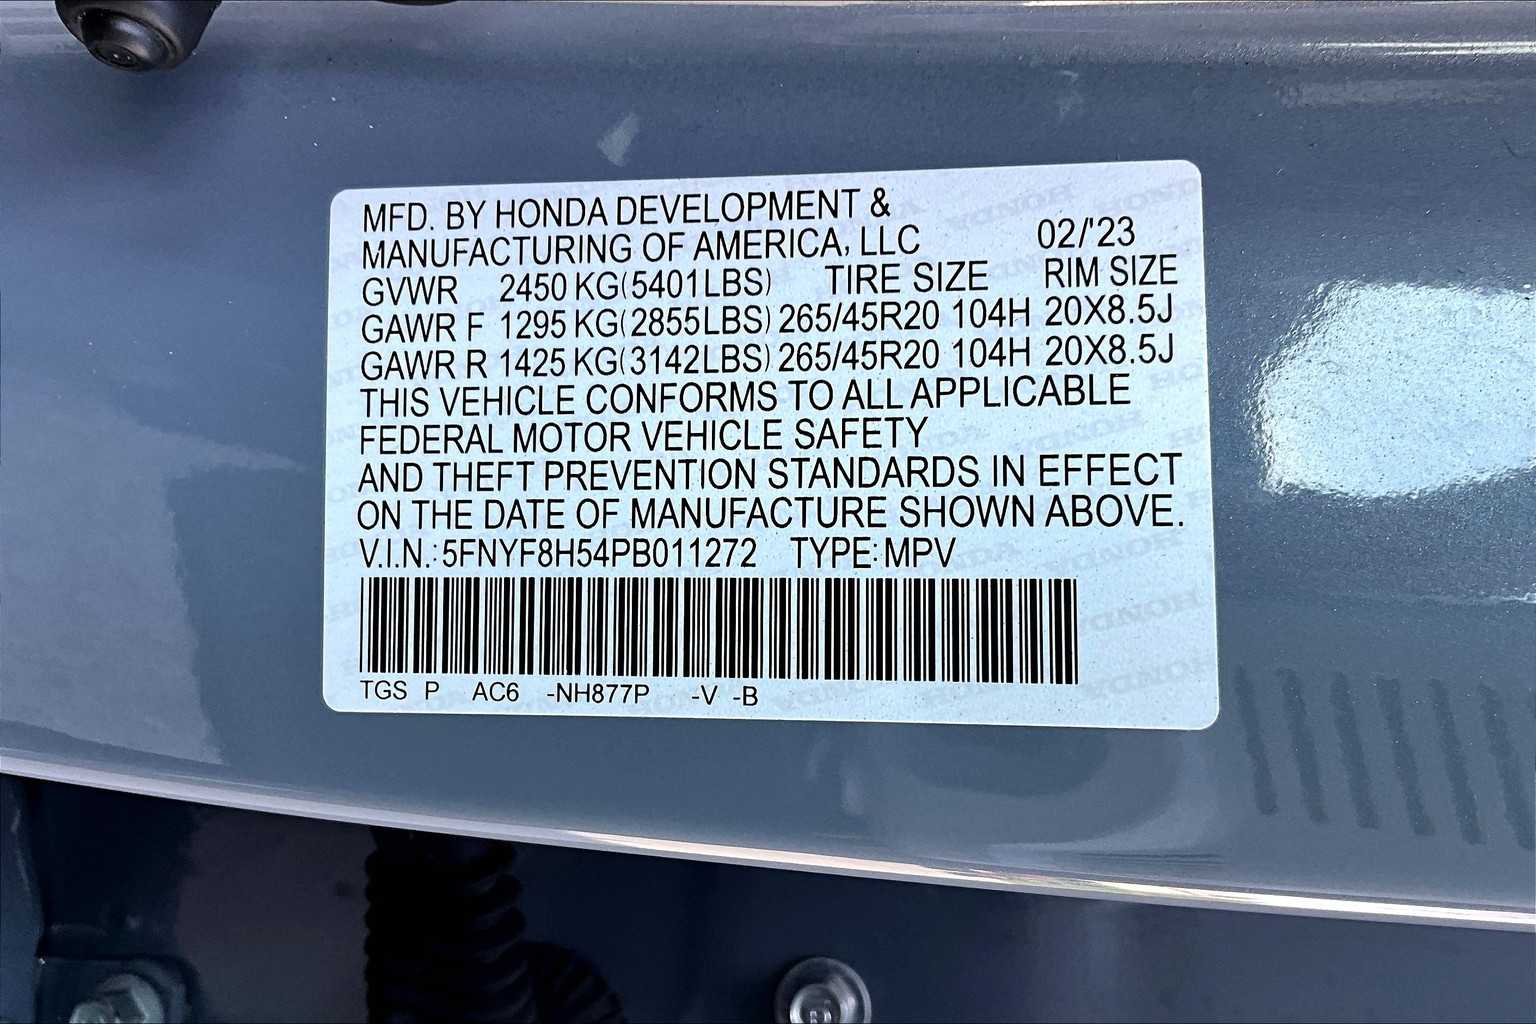 MFD. BY HONDA DEVELOPMENT &
MANUFACTURING OF AMERICA, LLC 02/'23
GVWR 2450 KG(5401LBS) TIRE SIZE RIM SIZE
GAWR F 1295 KG(2855LBS) 265/45R20 104H 20X8.5J
GAWR R 1425 KG(3142LBS) 265/45R20 104H 20X8.5J
THIS VEHICLE CONFORMS TO ALL APPLICABLE
FEDERAL MOTOR VEHICLE SAFETY
AND THEFT PREVENTION STANDARDS IN EFFECT
ON THE DATE OF MANUFACTURE SHOWN ABOVE.
V.I.N.:5FNYF8H54PB011272 TYPE:MPV
TGS P AC6 -NH877P -V -B